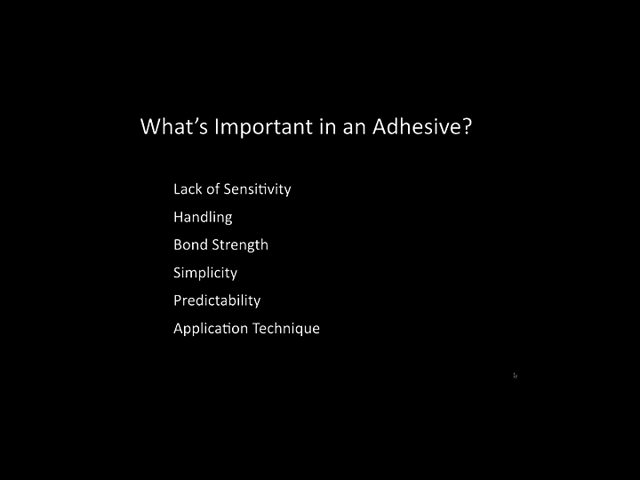 What’s Important in an Adhesive?
Lack of Sensitivity
Handling
Bond Strength
Simplicity
Predictability
Application Technique